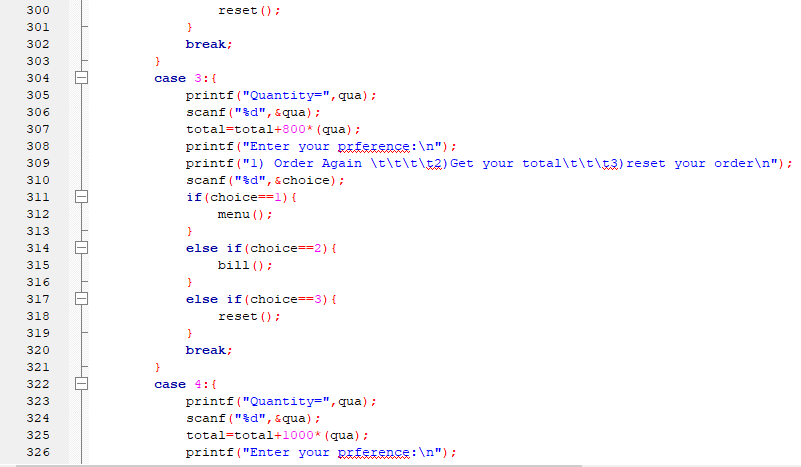 300 reset();
301 }
302 break;
303 }
304 case 3:{
305 printf("Quantity=",qua);
306 scanf("%d",&qua);
307 total=total+800*(qua);
308 printf("Enter your prference:\n");
309 printf("1) Order Again \t\t\t\t2)Get your total\t\t\t3)reset your order\n");
310 scanf("%d",&choice);
311 if(choice==1){
312 menu();
313 }
314 else if(choice==2){
315 bill();
316 }
317 else if(choice==3){
318 reset();
319 }
320 break;
321 }
322 case 4:{
323 printf("Quantity=",qua);
324 scanf("%d",&qua);
325 total=total+1000*(qua);
326 printf("Enter your prference:\n");